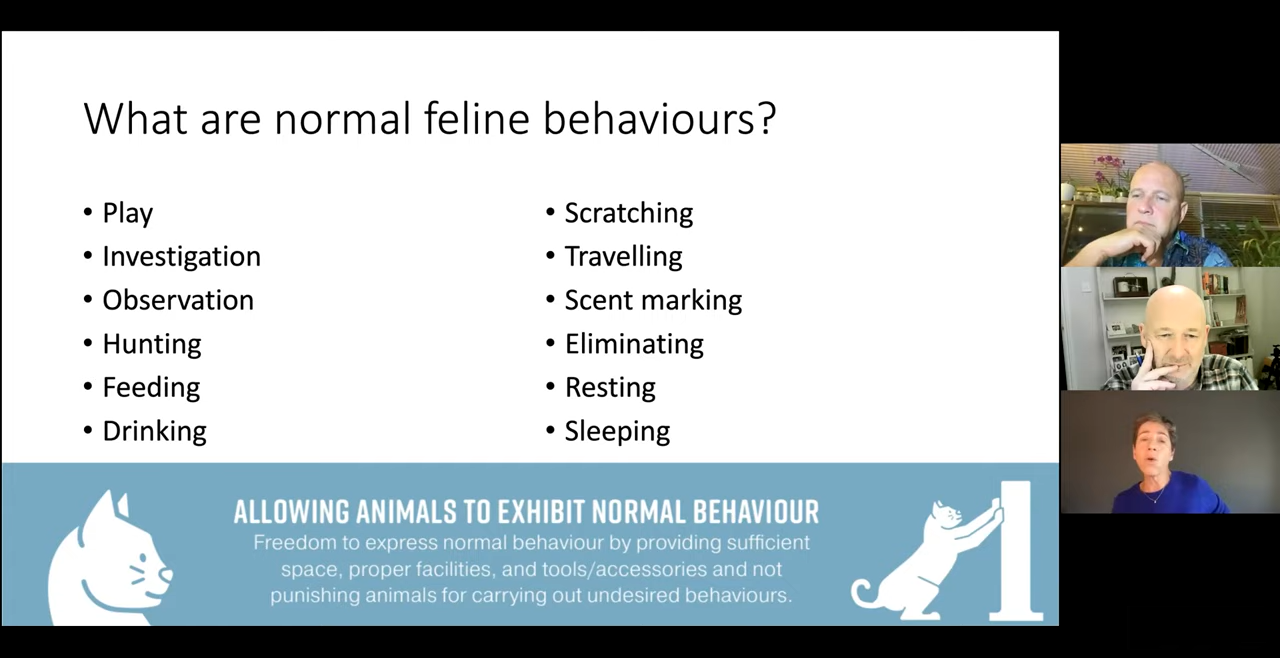 What are normal feline behaviours?
• Play
• Investigation
• Observation
• Hunting
• Feeding
• Drinking
• Scratching
• Travelling
• Scent marking
• Eliminating
• Resting
• Sleeping
ALLOWING ANIMALS TO EXHIBIT NORMAL BEHAVIOUR
Freedom to express normal behaviour by providing sufficient
space, proper facilities, and tools/accessories and not
punishing animals for carrying out undesired behaviours.